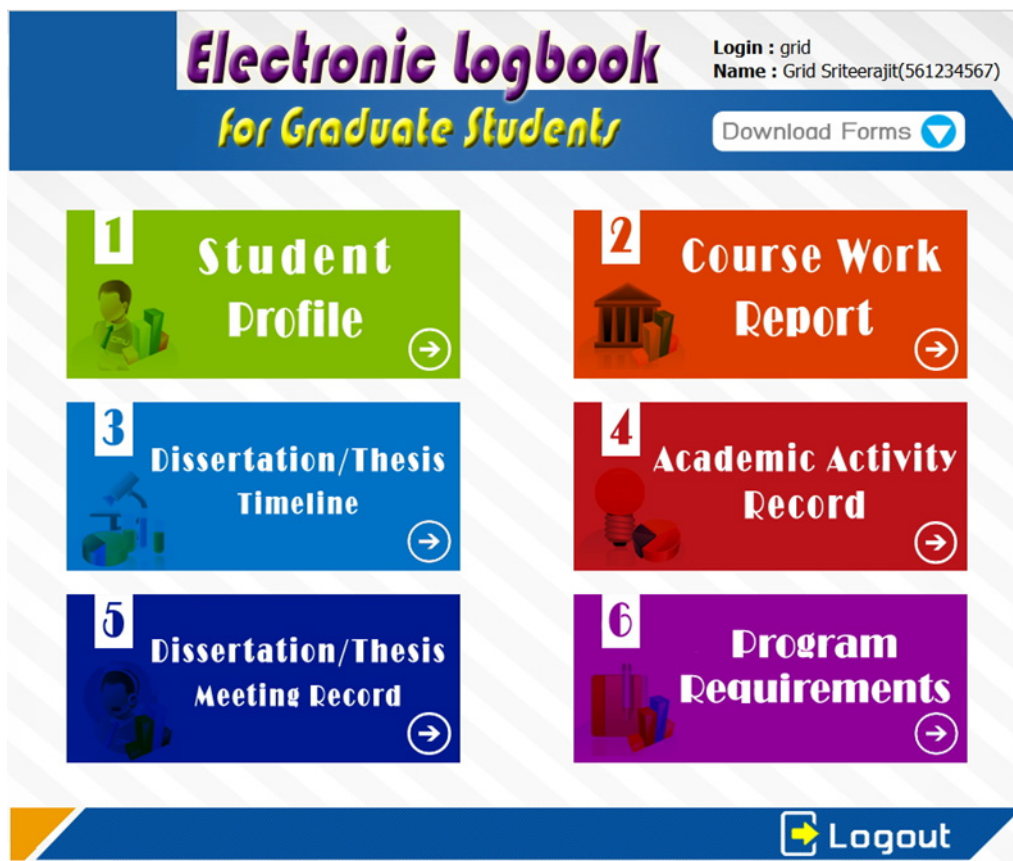 Electronic Logbook
for Graduate Students
Login : grid
Name : Grid Sriteerajit(561234567)
Download Forms
1
Student
Profile
2
Course Work
Report
3
Dissertation/Thesis
Timeline
4
Academic Activity
Record
5
Dissertation/Thesis
Meeting Record
6
Program
Requirements
Logout